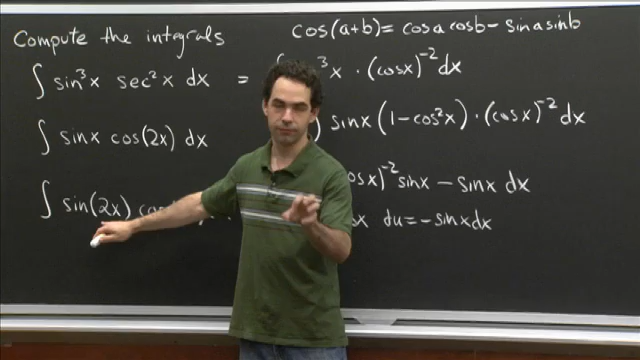 Compute the integrals
cos(a+b) = cos a cos b − sin a sin b
∫ sin³x sec²x dx = ∫ ³x · (cos x)⁻² dx
∫ sin x cos(2x) dx
) sin x (1 − cos²x) · (cos x)⁻² dx
∫ sin(2x)
os x)⁻² sin x − sin x dx
du = − sin x dx